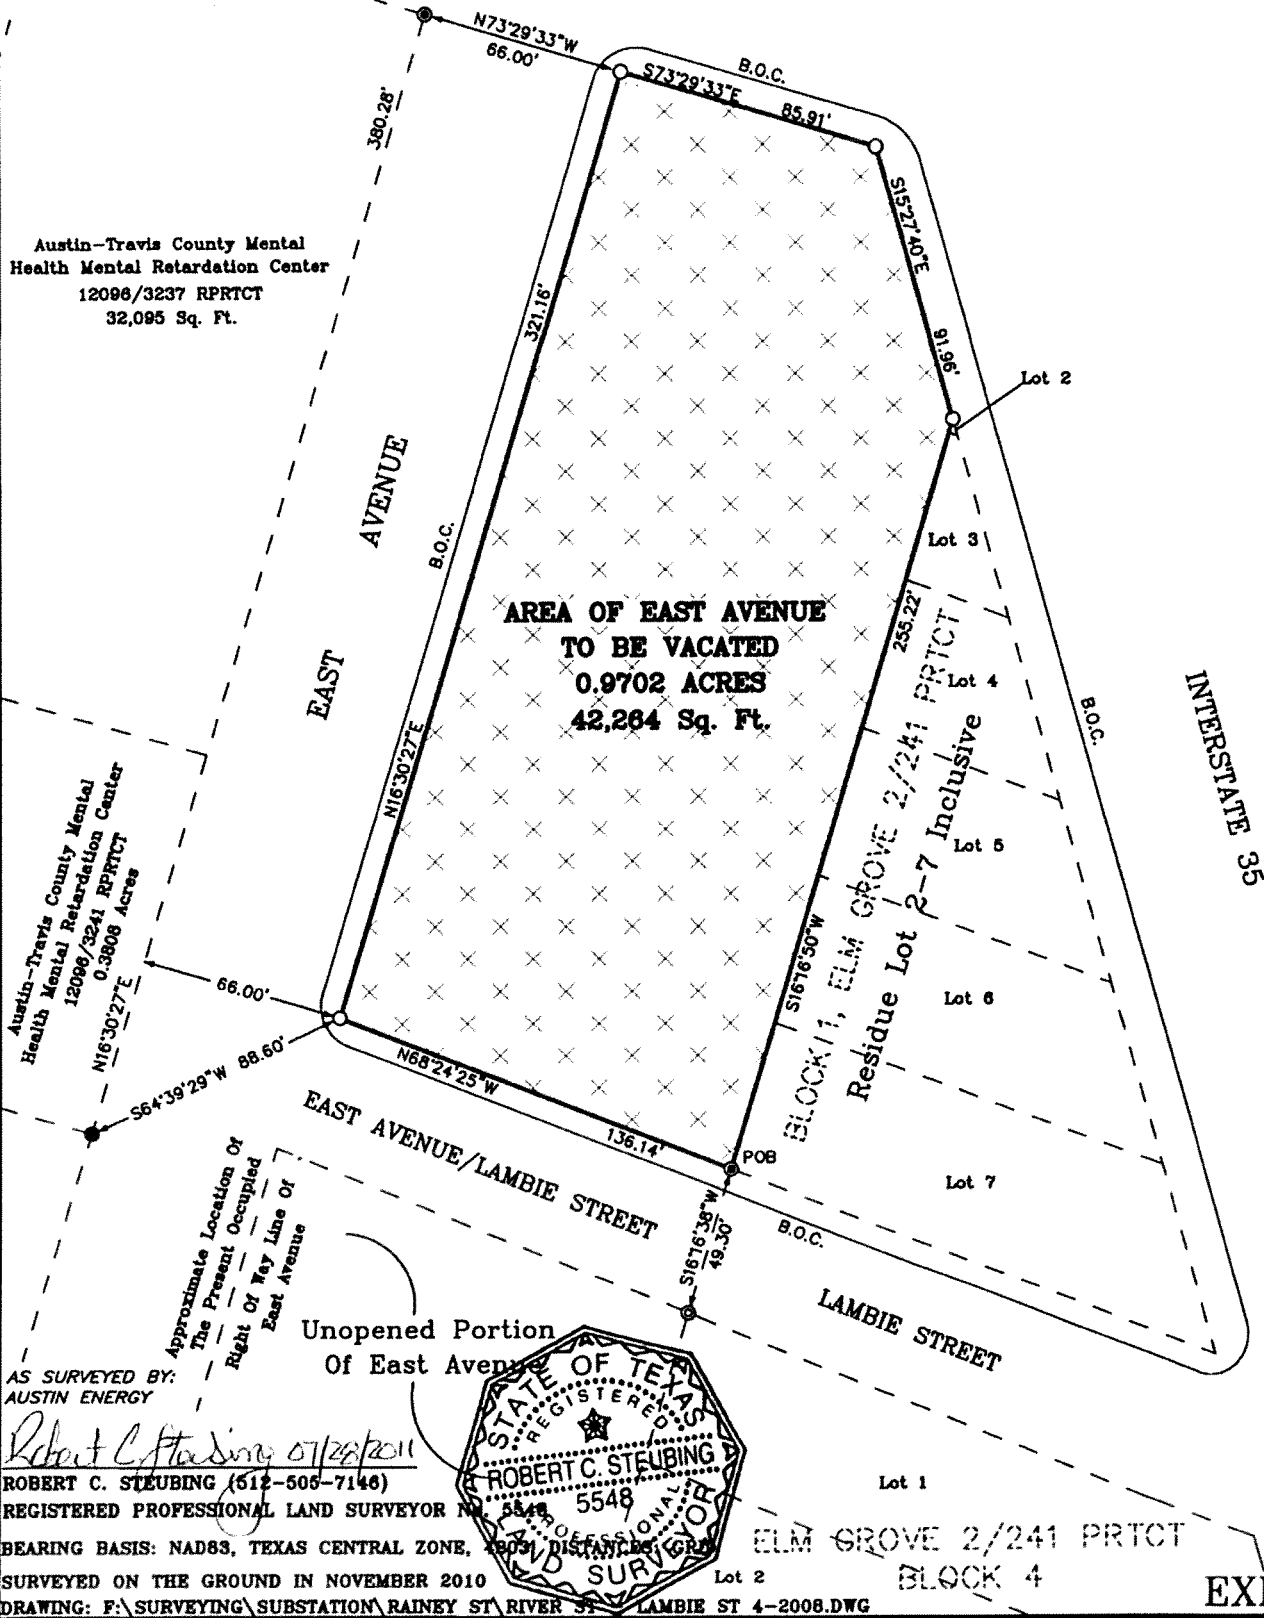 N73°29'33"W
66.00'
B.O.C.
S73°29'33"E
85.91'
380.28'
S15°27'40"E
91.96'
Austin-Travis County Mental
Health Mental Retardation Center
12096/3237 RPRTCT
32,095 Sq. Ft.
321.16'
Lot 2
EAST AVENUE
B.O.C.
Lot 3
AREA OF EAST AVENUE
TO BE VACATED
0.9702 ACRES
42,264 Sq. Ft.
255.22'
Lot 4
B.O.C.
INTERSTATE 35
N16°30'27"E
BLOCK 11, ELM GROVE 2/241 PRTCT
Residue Lot 2-7 Inclusive
Lot 5
Austin-Travis County Mental
Health Mental Retardation Center
12096/3241 RPRTCT
0.3808 Acres
N16°30'27"E
S16°16'50"W
Lot 6
66.00'
S64°39'29"W 88.60'
N68°24'25"W
136.14'
EAST AVENUE/LAMBIE STREET
POB
Lot 7
S16°16'38"W
49.30'
B.O.C.
LAMBIE STREET
Approximate Location Of
The Present Occupied
Right Of Way Line Of
East Avenue
Unopened Portion
Of East Avenue
AS SURVEYED BY:
AUSTIN ENERGY
Robert C. Steubing 07/28/2011
ROBERT C. STEUBING (512-505-7146)
REGISTERED PROFESSIONAL LAND SURVEYOR No. 5548
STATE OF TEXAS
REGISTERED
ROBERT C. STEUBING
5548
PROFESSIONAL
LAND SURVEYOR
BEARING BASIS: NAD83, TEXAS CENTRAL ZONE, 4203, DISTANCES: GRID
SURVEYED ON THE GROUND IN NOVEMBER 2010
DRAWING: F:\SURVEYING\SUBSTATION\RAINEY ST\RIVER ST LAMBIE ST 4-2008.DWG
Lot 1
ELM GROVE 2/241 PRTCT
BLOCK 4
Lot 2
EXI